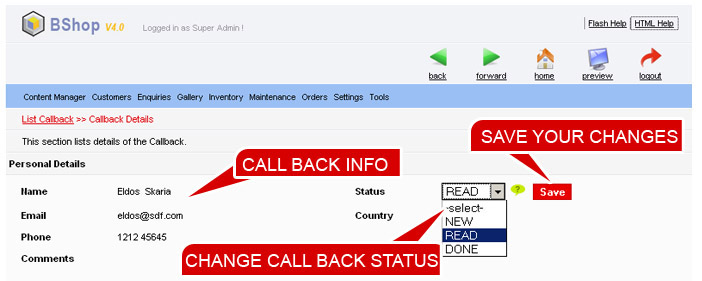 BShop V4.0
Logged in as Super Admin !
Flash Help HTML Help
back forward home preview logout
Content Manager Customers Enquiries Gallery Inventory Maintenance Orders Settings Tools
List Callback >> Callback Details
This section lists details of the Callback.
SAVE YOUR CHANGES
Personal Details
CALL BACK INFO
Name Eldos Skaria Status READ ? Save
-select-
Email eldos@sdf.com Country NEW
Phone 1212 45645 READ
DONE
Comments
CHANGE CALL BACK STATUS